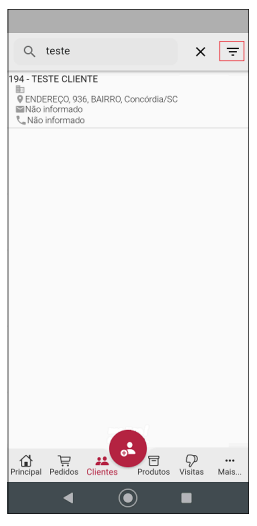 teste
194 - TESTE CLIENTE
ENDEREÇO, 936, BAIRRO, Concórdia/SC
Não informado
Não informado
Principal Pedidos Clientes Produtos Visitas Mais...